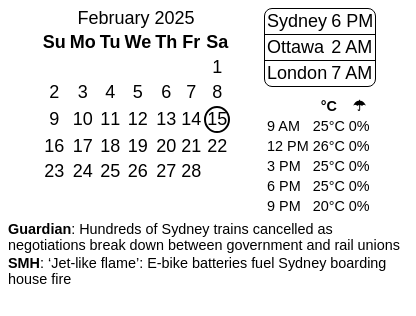 February 2025
Su Mo Tu We Th Fr Sa
1
2 3 4 5 6 7 8
9 10 11 12 13 14 15
16 17 18 19 20 21 22
23 24 25 26 27 28
Sydney 6 PM
Ottawa 2 AM
London 7 AM
°C ☂
9 AM 25°C 0%
12 PM 26°C 0%
3 PM 25°C 0%
6 PM 25°C 0%
9 PM 20°C 0%
Guardian: Hundreds of Sydney trains cancelled as
negotiations break down between government and rail unions
SMH: ‘Jet-like flame’: E-bike batteries fuel Sydney boarding
house fire